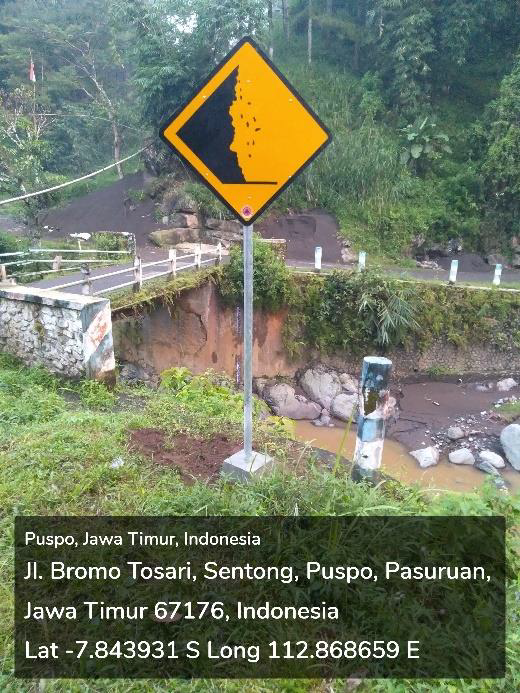 Puspo, Jawa Timur, Indonesia
Jl. Bromo Tosari, Sentong, Puspo, Pasuruan,
Jawa Timur 67176, Indonesia
Lat -7.843931 S Long 112.868659 E